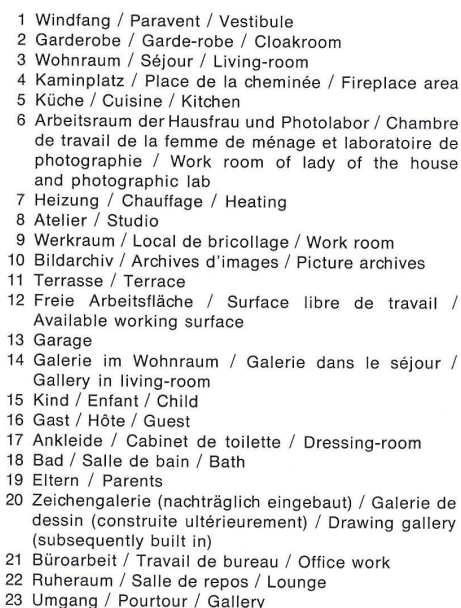 1 Windfang / Paravent / Vestibule
2 Garderobe / Garde-robe / Cloakroom
3 Wohnraum / Séjour / Living-room
4 Kaminplatz / Place de la cheminée / Fireplace area
5 Küche / Cuisine / Kitchen
6 Arbeitsraum der Hausfrau und Photolabor / Chambre
de travail de la femme de ménage et laboratoire de
photographie / Work room of lady of the house
and photographic lab
7 Heizung / Chauffage / Heating
8 Atelier / Studio
9 Werkraum / Local de bricollage / Work room
10 Bildarchiv / Archives d'images / Picture archives
11 Terrasse / Terrace
12 Freie Arbeitsfläche / Surface libre de travail /
Available working surface
13 Garage
14 Galerie im Wohnraum / Galerie dans le séjour /
Gallery in living-room
15 Kind / Enfant / Child
16 Gast / Hôte / Guest
17 Ankleide / Cabinet de toilette / Dressing-room
18 Bad / Salle de bain / Bath
19 Eltern / Parents
20 Zeichengalerie (nachträglich eingebaut) / Galerie de
dessin (construite ultérieurement) / Drawing gallery
(subsequently built in)
21 Büroarbeit / Travail de bureau / Office work
22 Ruheraum / Salle de repos / Lounge
23 Umgang / Pourtour / Gallery